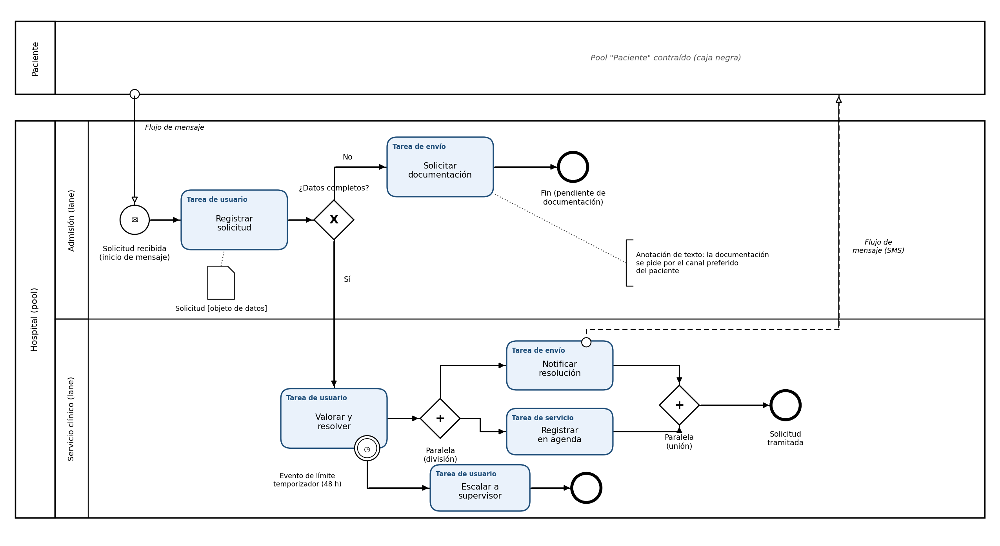 Paciente
Pool "Paciente" contraído (caja negra)
Hospital (pool)
Admisión (lane)
Flujo de mensaje
Solicitud recibida
(inicio de mensaje)
Tarea de usuario
Registrar
solicitud
Solicitud [objeto de datos]
¿Datos completos?
X
No
Sí
Tarea de envío
Solicitar
documentación
Fin (pendiente de
documentación)
Anotación de texto: la documentación
se pide por el canal preferido
del paciente
Flujo de
mensaje (SMS)
Servicio clínico (lane)
Tarea de usuario
Valorar y
resolver
Evento de límite
temporizador (48 h)
+
Paralela
(división)
Tarea de envío
Notificar
resolución
Tarea de servicio
Registrar
en agenda
+
Paralela
(unión)
Solicitud
tramitada
Tarea de usuario
Escalar a
supervisor